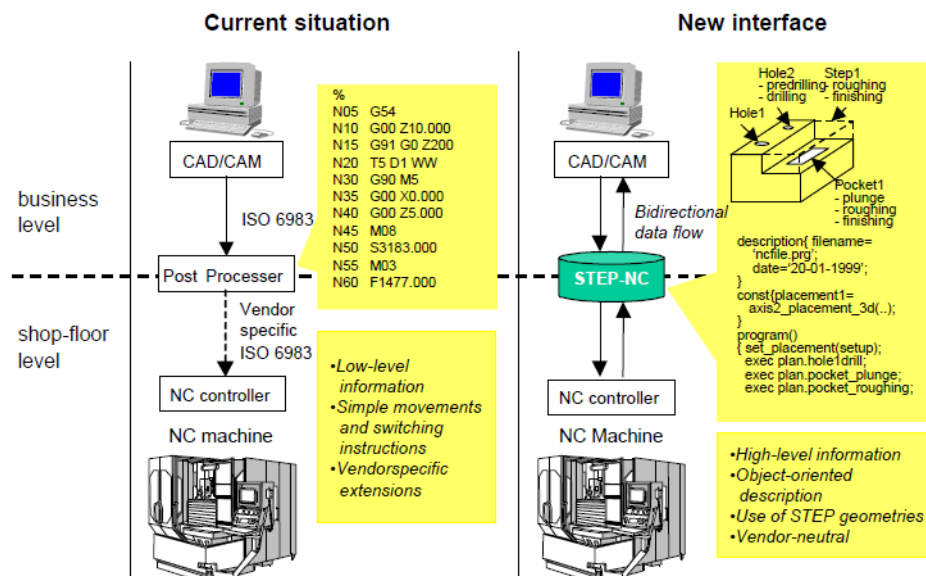 Current situation
New interface
business
level
shop-floor
level
CAD/CAM
ISO 6983
Post Processer
Vendor
specific
ISO 6983
NC controller
NC machine
%
N05 G54
N10 G00 Z10.000
N15 G91 G0 Z200
N20 T5 D1 WW
N30 G90 M5
N35 G00 X0.000
N40 G00 Z5.000
N45 M08
N50 S3183.000
N55 M03
N60 F1477.000
•Low-level
information
•Simple movements
and switching
instructions
•Vendorspecific
extensions
CAD/CAM
Bidirectional
data flow
STEP-NC
NC controller
NC Machine
Hole2
- predrilling
- drilling
Step1
- roughing
- finishing
Hole1
Pocket1
- plunge
- roughing
- finishing
description{ filename=
'ncfile.prg';
date='20-01-1999';
}
const{placement1=
axis2_placement_3d(..);
}
program()
{ set_placement(setup);
exec plan.hole1drill;
exec plan.pocket_plunge;
exec plan.pocket_roughing;
•High-level information
•Object-oriented
description
•Use of STEP geometries
•Vendor-neutral